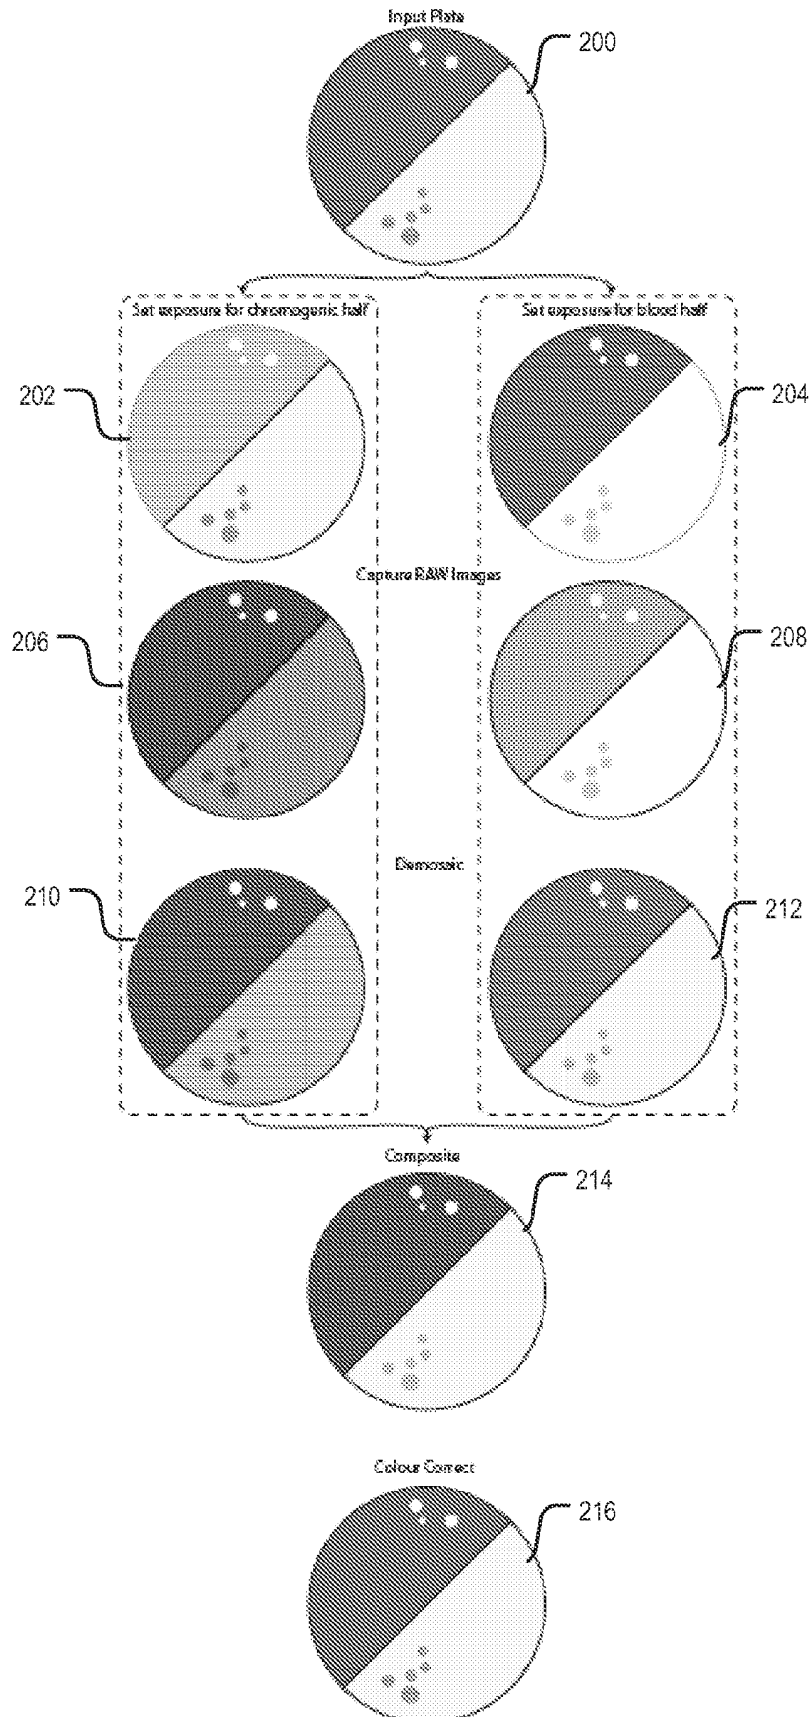 Input Plate
200
Set exposure for chromogenic half
Set exposure for blood half
202
204
Capture RAW Images
206
208
Demosaic
210
212
Composite
214
Colour Correct
216